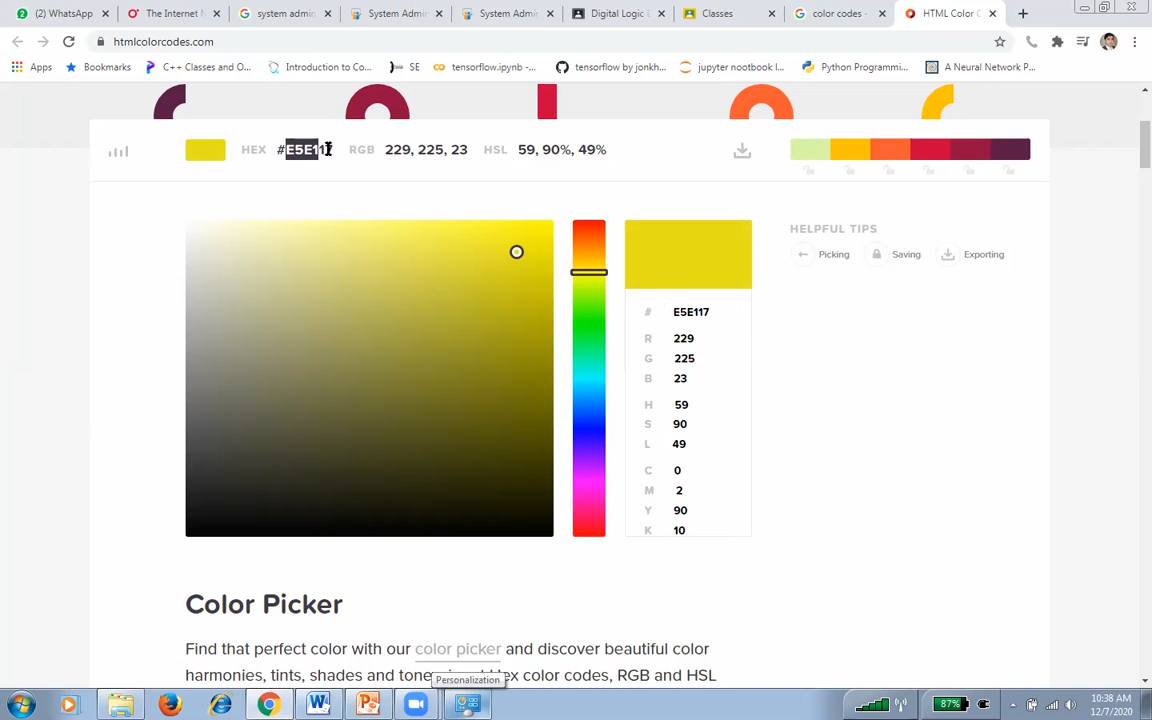 (2) WhatsApp
The Internet M
system admin
System Admin
System Admin
Digital Logic D
Classes
color codes -
HTML Color C
htmlcolorcodes.com
Apps
Bookmarks
C++ Classes and O...
Introduction to Co...
SE
tensorflow.ipynb -...
tensorflow by jonkh...
jupyter nootbook l...
Python Programmi...
A Neural Network P...
HEX #E5E117 RGB 229, 225, 23 HSL 59, 90%, 49%
HELPFUL TIPS
Picking Saving Exporting
# E5E117
R 229
G 225
B 23
H 59
S 90
L 49
C 0
M 2
Y 90
K 10
Color Picker
Find that perfect color with our color picker and discover beautiful color
harmonies, tints, shades and tones; input Hex color codes, RGB and HSL
Personalization
87%
10:38 AM
12/7/2020